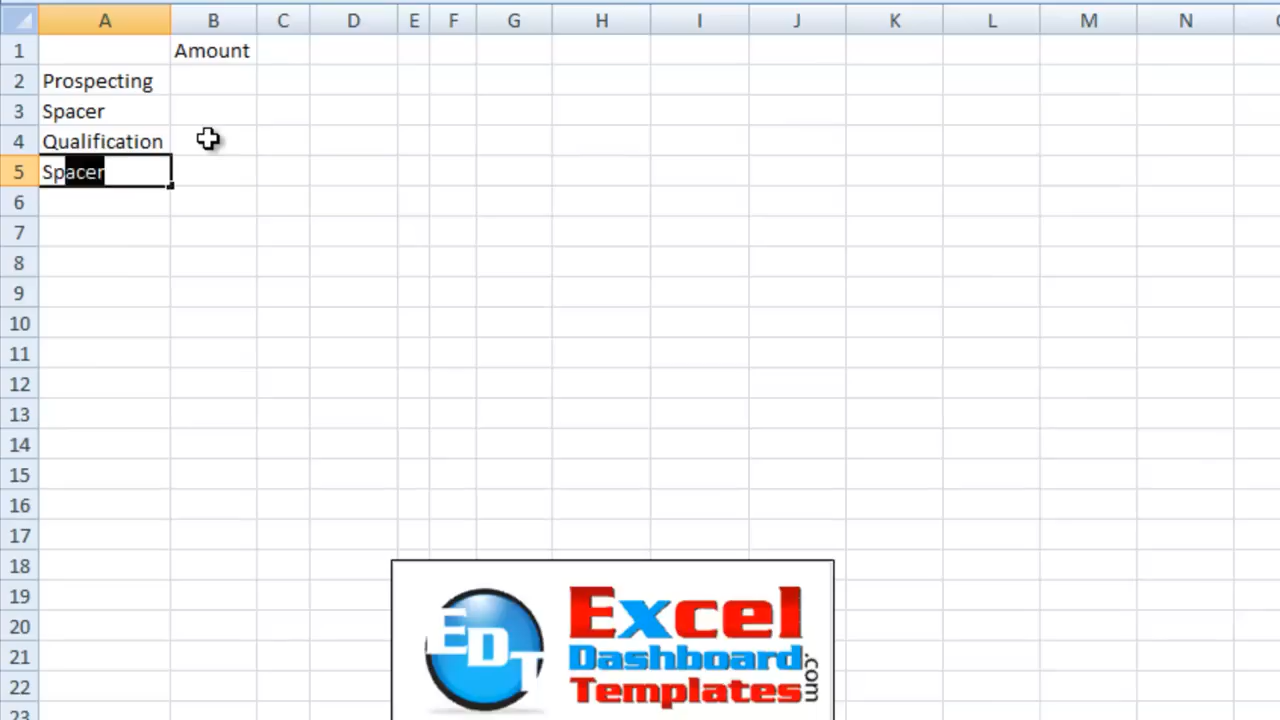 A B C D E F G H I J K L M N
1 Amount
2 Prospecting
3 Spacer
4 Qualification
5 Spacer
6
7
8
9
10
11
12
13
14
15
16
17
18
19
20
21
22
23
EDT
Excel
Dashboard
Templates
.com